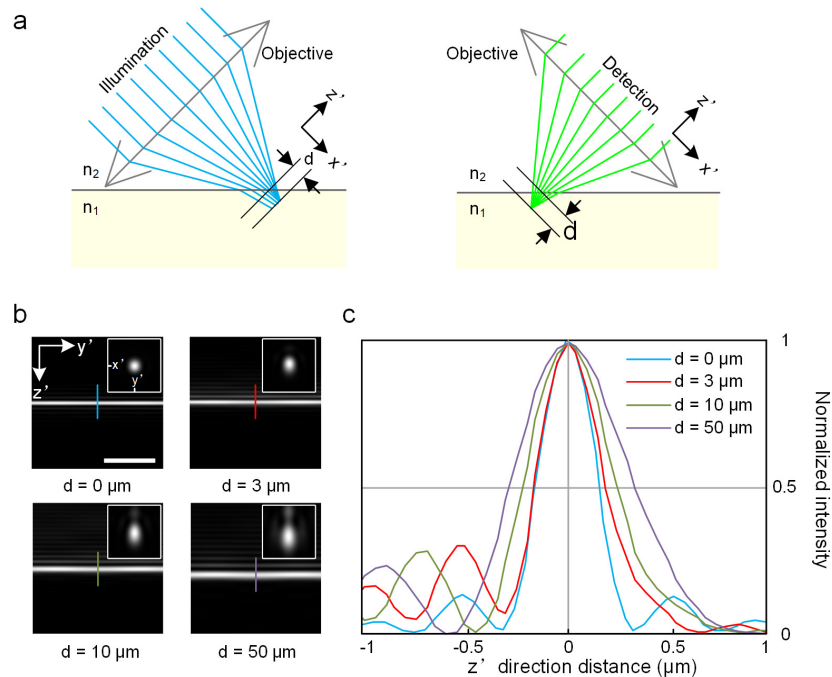 a
Illumination
Objective
z’
x’
d
n2
n1
Objective
Detection
z’
x’
n2
n1
d
b
y’
z’
-x’
y’
d = 0 µm
d = 3 µm
d = 10 µm
d = 50 µm
c
d = 0 µm
d = 3 µm
d = 10 µm
d = 50 µm
1
0.5
0
Normalized intensity
-1
-0.5
0
0.5
1
z’ direction distance (µm)